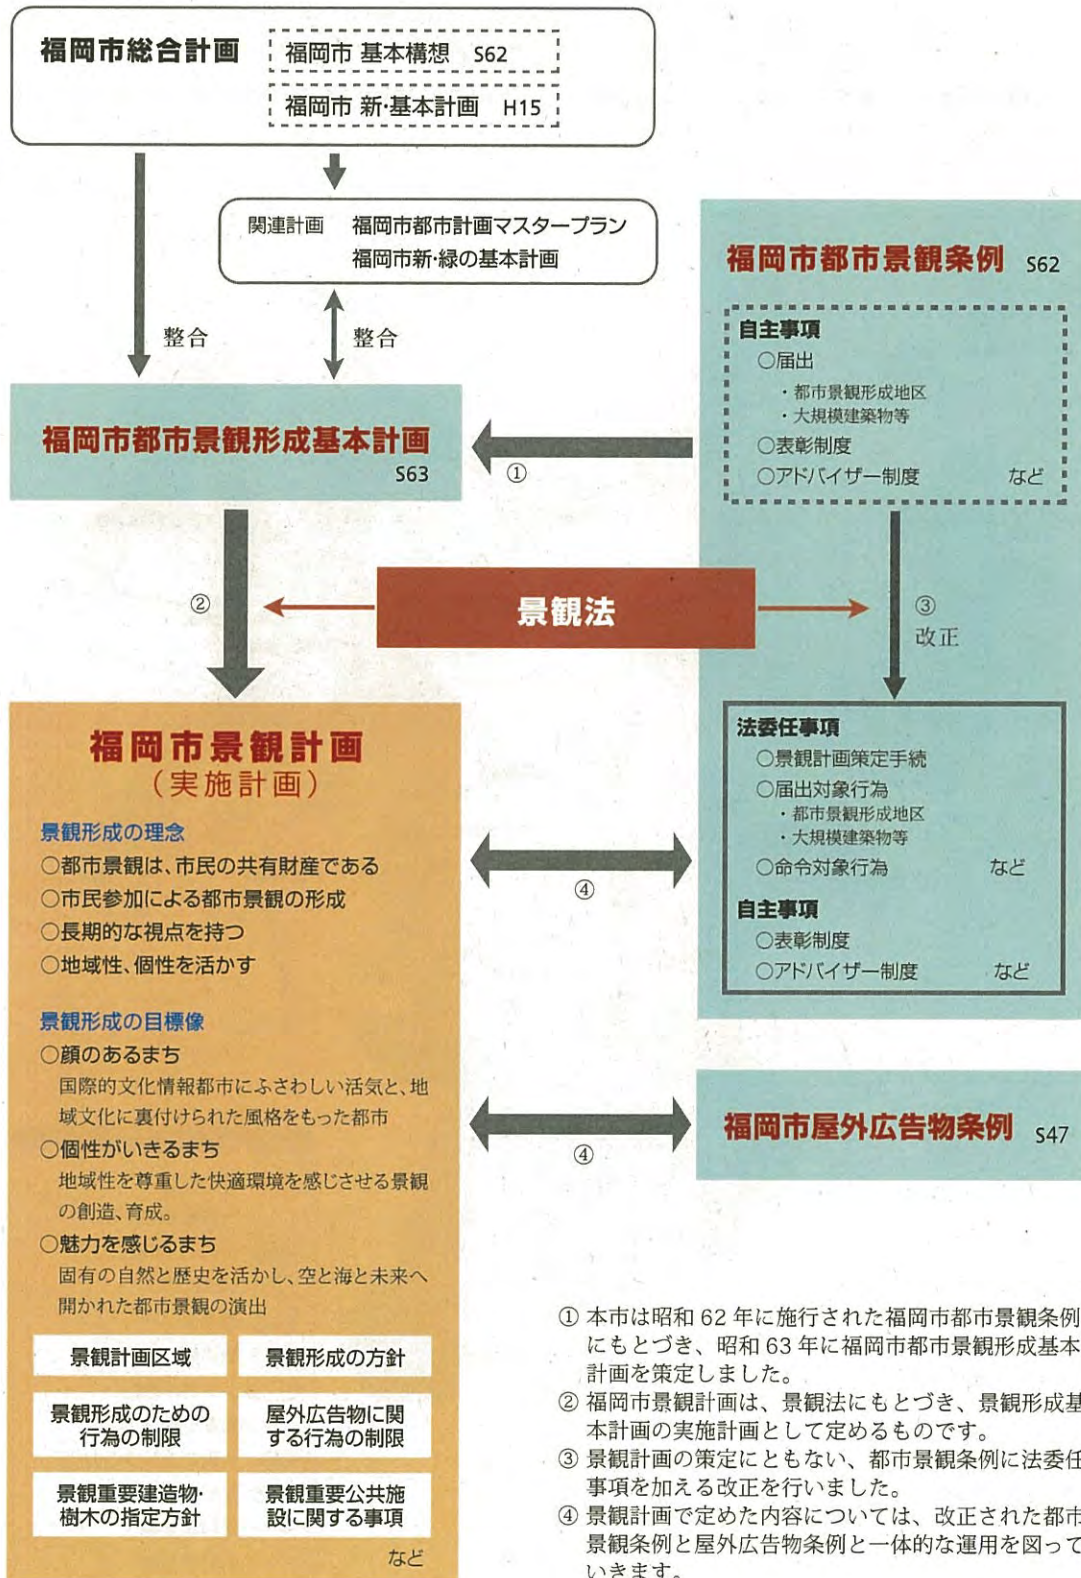 福岡市総合計画
福岡市 基本構想 S62
福岡市 新・基本計画 H15
関連計画 福岡市都市計画マスタープラン
福岡市新・緑の基本計画
整合
整合
福岡市都市景観形成基本計画
S63
①
福岡市都市景観条例 S62
自主事項
○届出
・都市景観形成地区
・大規模建築物等
○表彰制度
○アドバイザー制度 など
②
景観法
③
改正
福岡市景観計画
(実施計画)
景観形成の理念
○都市景観は、市民の共有財産である
○市民参加による都市景観の形成
○長期的な視点を持つ
○地域性、個性を活かす
景観形成の目標像
○顔のあるまち
国際的文化情報都市にふさわしい活気と、地
域文化に裏付けられた風格をもった都市
○個性がいきるまち
地域性を尊重した快適環境を感じさせる景観
の創造、育成。
○魅力を感じるまち
固有の自然と歴史を活かし、空と海と未来へ
開かれた都市景観の演出
景観計画区域
景観形成の方針
景観形成のための
行為の制限
屋外広告物に関
する行為の制限
景観重要建造物・
樹木の指定方針
景観重要公共施
設に関する事項
など
④
法委任事項
○景観計画策定手続
○届出対象行為
・都市景観形成地区
・大規模建築物等
○命令対象行為 など
自主事項
○表彰制度
○アドバイザー制度 など
④
福岡市屋外広告物条例 S47
① 本市は昭和 62 年に施行された福岡市都市景観条例
にもとづき、昭和 63 年に福岡市都市景観形成基本
計画を策定しました。
② 福岡市景観計画は、景観法にもとづき、景観形成基
本計画の実施計画として定めるものです。
③ 景観計画の策定にともない、都市景観条例に法委任
事項を加える改正を行いました。
④ 景観計画で定めた内容については、改正された都市
景観条例と屋外広告物条例と一体的な運用を図って
いきます。